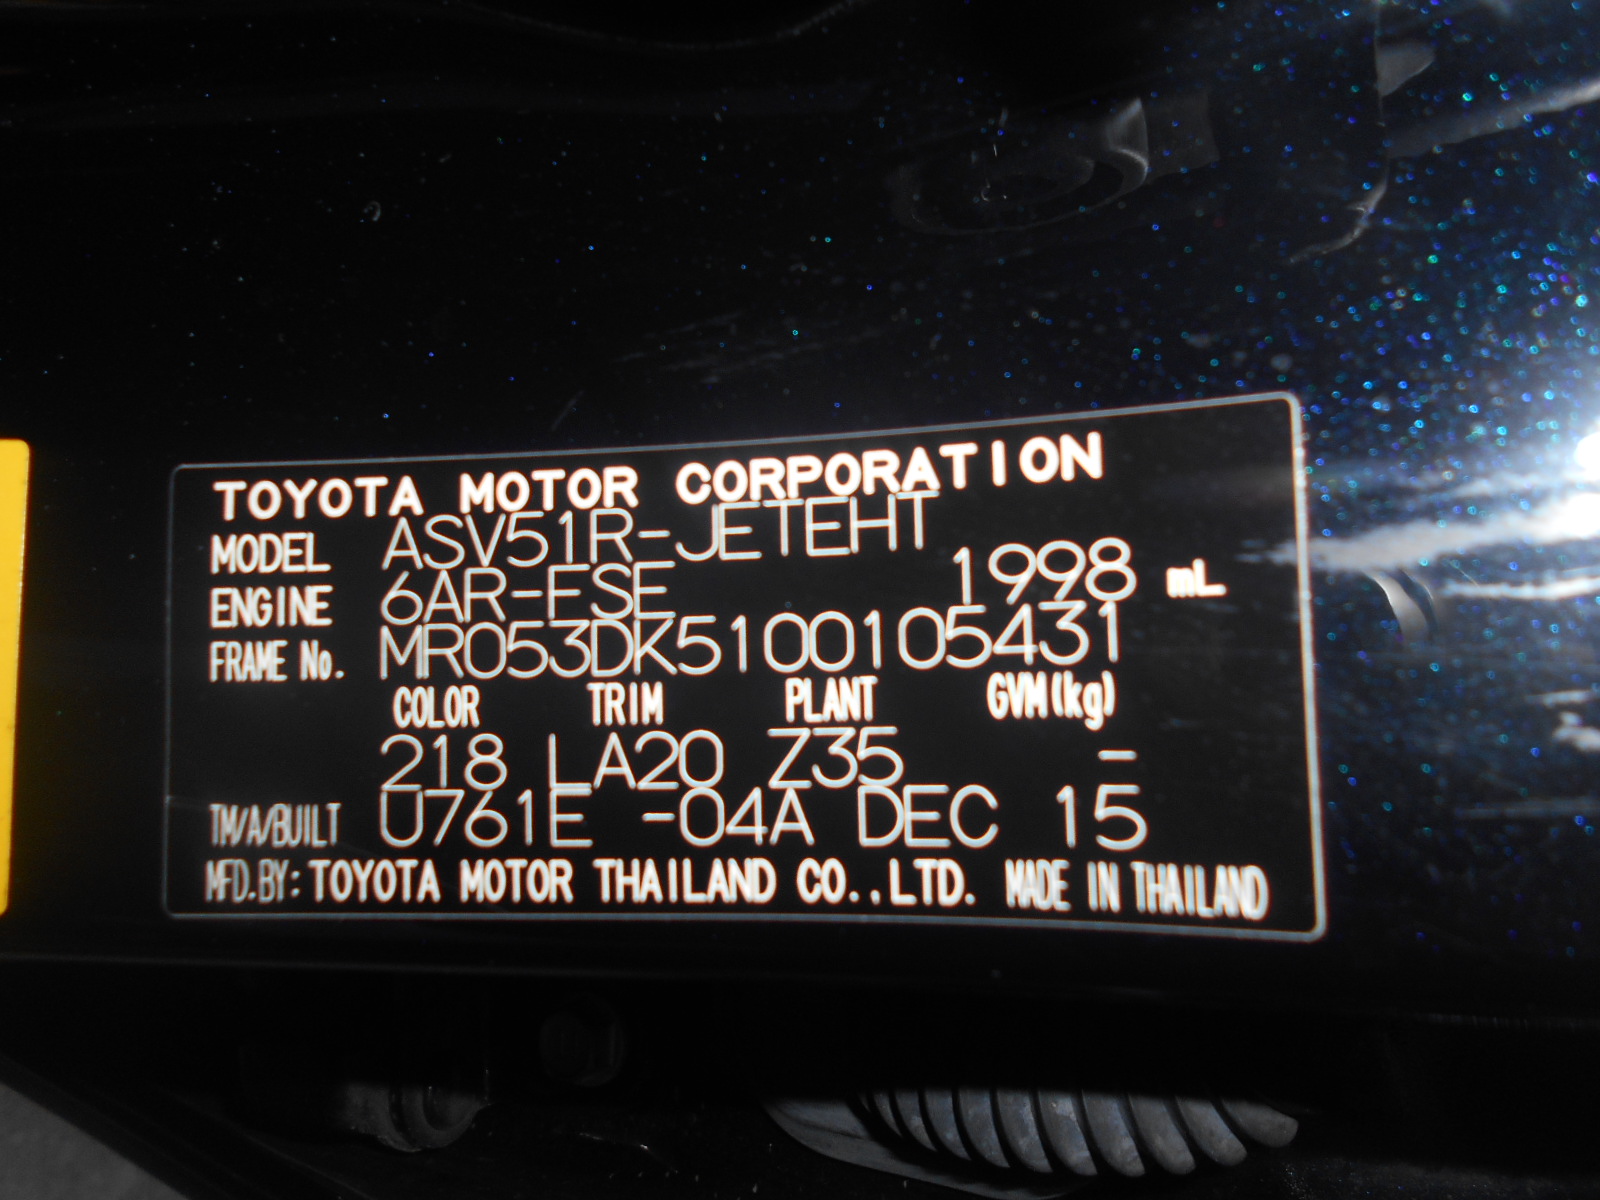 TOYOTA MOTOR CORPORATION
MODEL ASV51R-JETEHT
ENGINE 6AR-FSE 1998 mL
FRAME No. MR053DK5100105431
COLOR TRIM PLANT GVM(kg)
218 LA20 Z35 -
TM/A/BUILT U761E -04A DEC 15
MFD.BY: TOYOTA MOTOR THAILAND CO.,LTD. MADE IN THAILAND